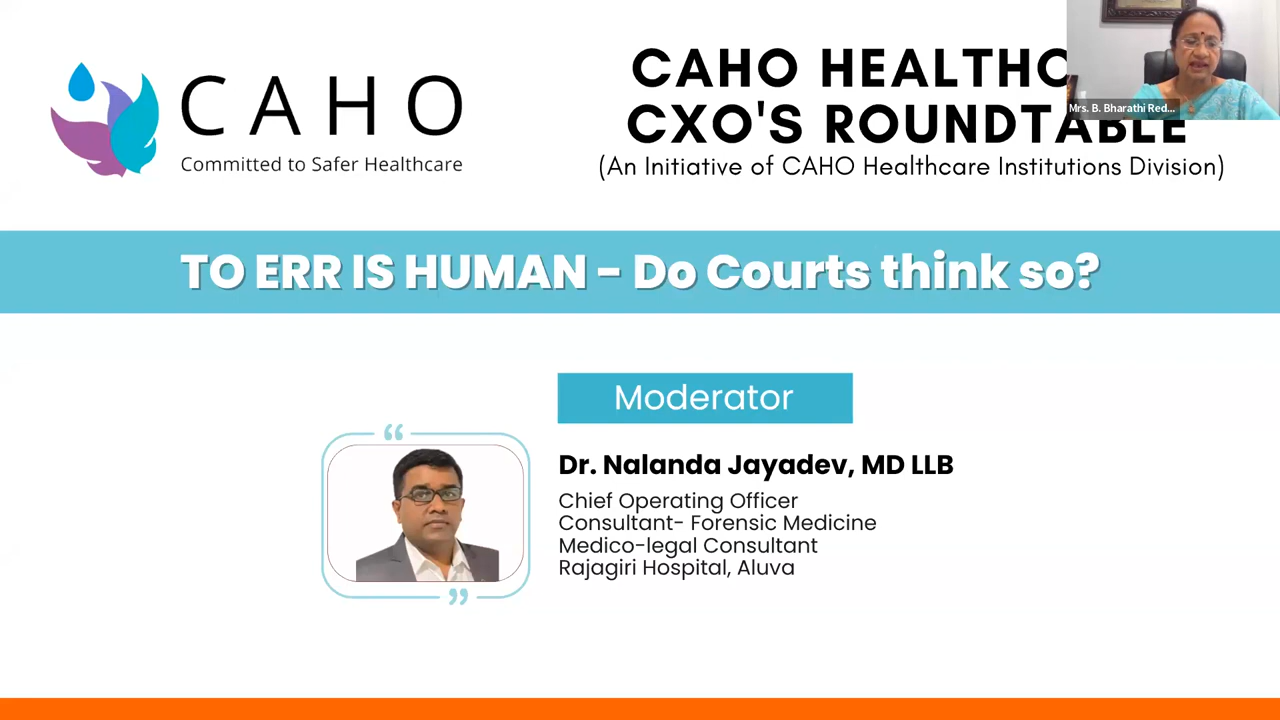 CAHO
Committed to Safer Healthcare
CAHO HEALTHC
CXO'S ROUNDTABLE
(An Initiative of CAHO Healthcare Institutions Division)
Mrs. B. Bharathi Red...
TO ERR IS HUMAN - Do Courts think so?
Moderator
Dr. Nalanda Jayadev, MD LLB
Chief Operating Officer
Consultant- Forensic Medicine
Medico-legal Consultant
Rajagiri Hospital, Aluva